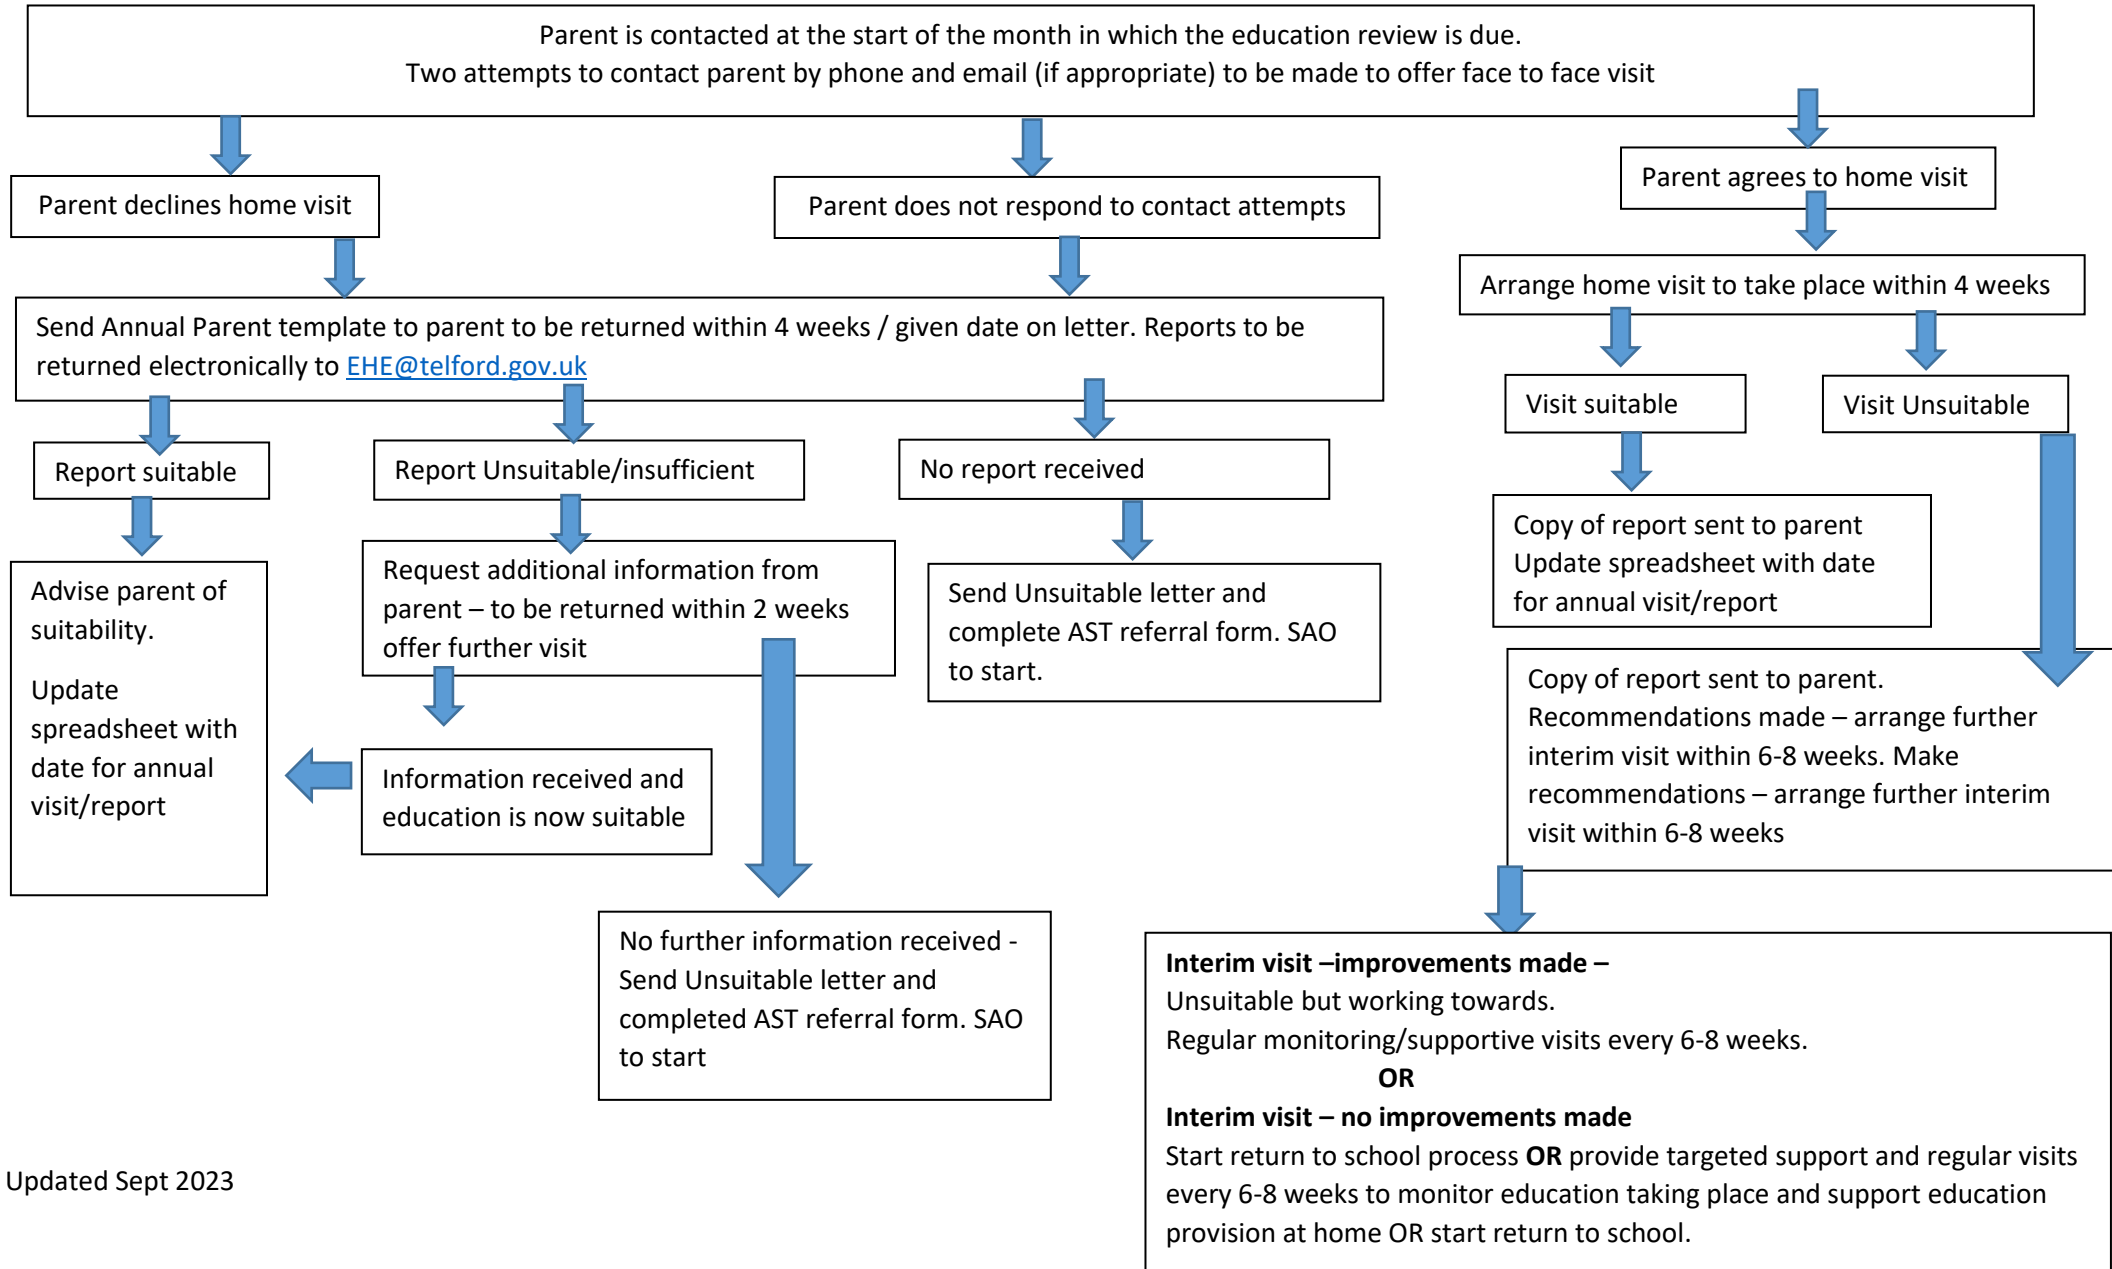 Parent is contacted at the start of the month in which the education review is due.
Two attempts to contact parent by phone and email (if appropriate) to be made to offer face to face visit
Parent declines home visit
Parent does not respond to contact attempts
Parent agrees to home visit
Arrange home visit to take place within 4 weeks
Send Annual Parent template to parent to be returned within 4 weeks / given date on letter. Reports to be
returned electronically to EHE@telford.gov.uk
Visit suitable
Visit Unsuitable
Report suitable
Report Unsuitable/insufficient
No report received
Copy of report sent to parent
Update spreadsheet with date
for annual visit/report
Advise parent of
suitability.
Update
spreadsheet with
date for annual
visit/report
Request additional information from
parent – to be returned within 2 weeks
offer further visit
Send Unsuitable letter and
complete AST referral form. SAO
to start.
Copy of report sent to parent.
Recommendations made – arrange further
interim visit within 6-8 weeks. Make
recommendations – arrange further interim
visit within 6-8 weeks
Information received and
education is now suitable
No further information received -
Send Unsuitable letter and
completed AST referral form. SAO
to start
Interim visit –improvements made –
Unsuitable but working towards.
Regular monitoring/supportive visits every 6-8 weeks.
OR
Interim visit – no improvements made
Start return to school process OR provide targeted support and regular visits
every 6-8 weeks to monitor education taking place and support education
provision at home OR start return to school.
Updated Sept 2023